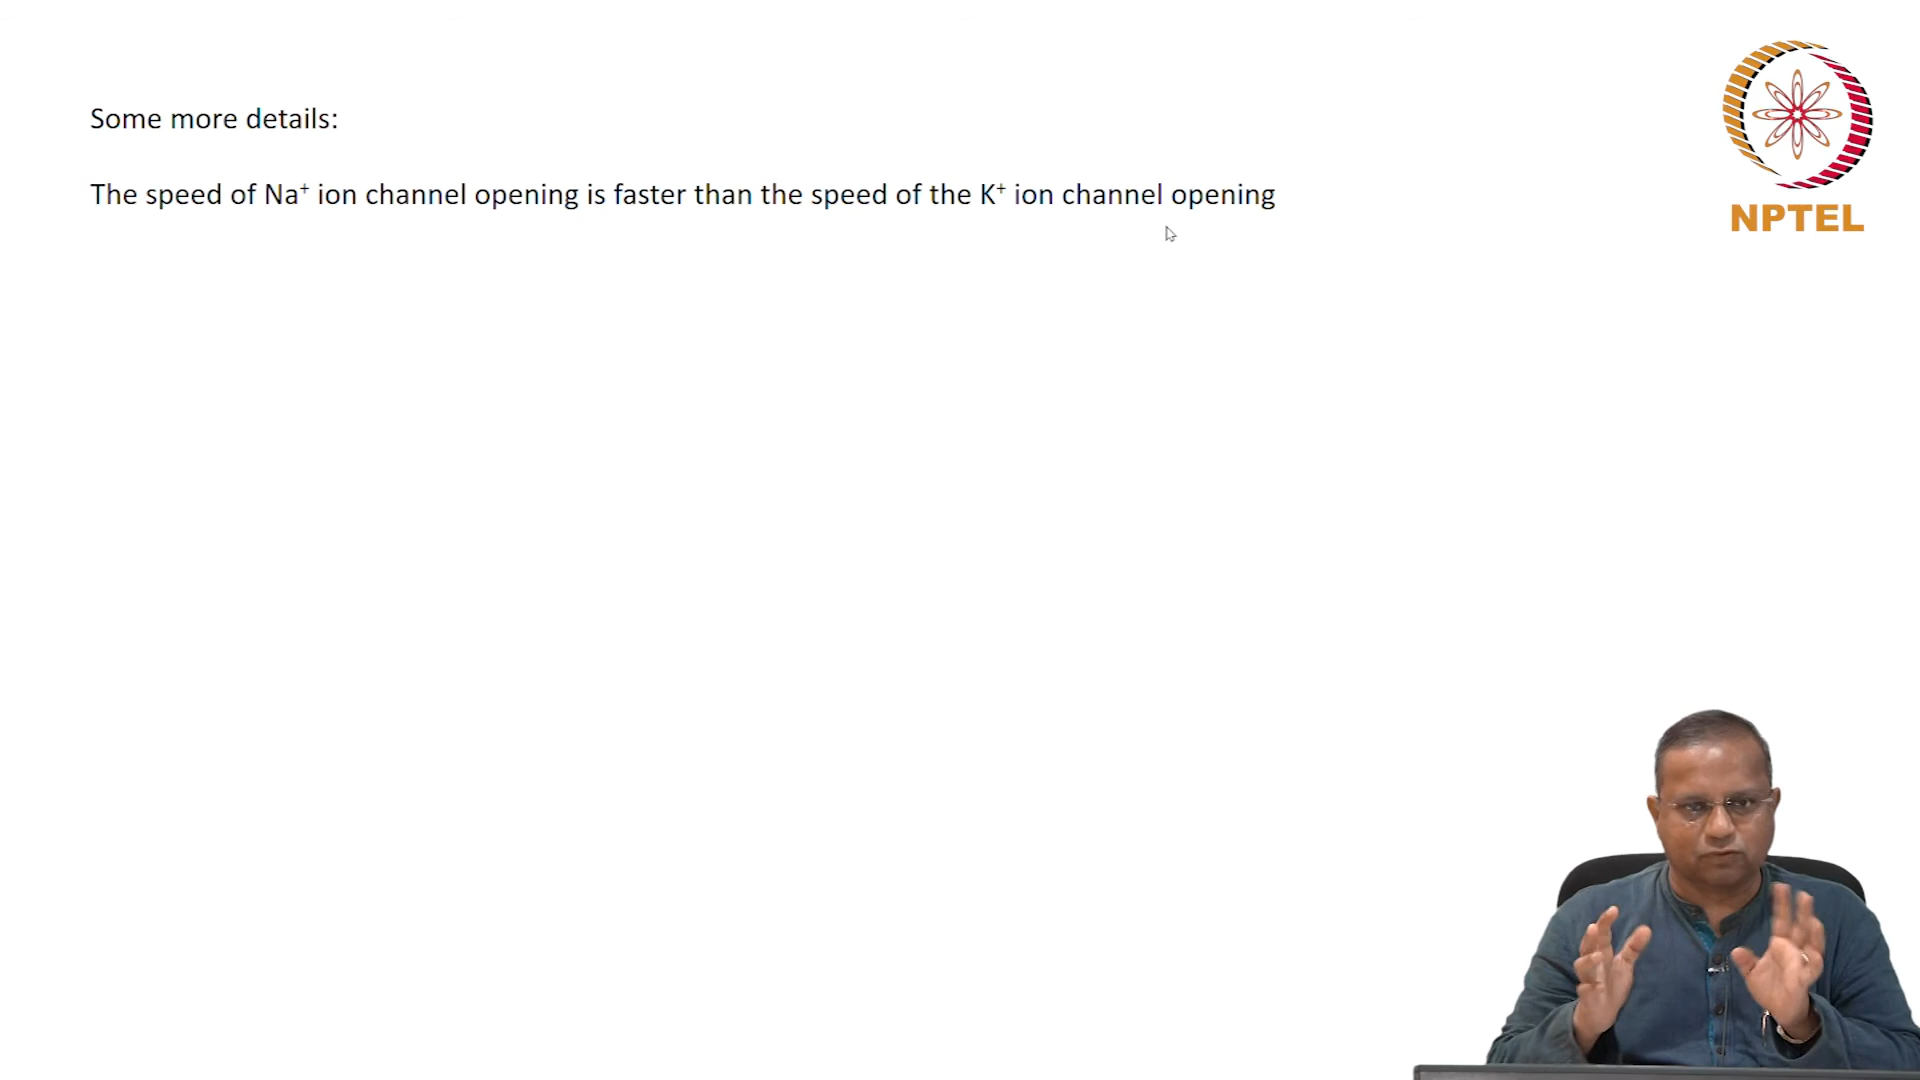 Some more details:
The speed of Na⁺ ion channel opening is faster than the speed of the K⁺ ion channel opening
NPTEL